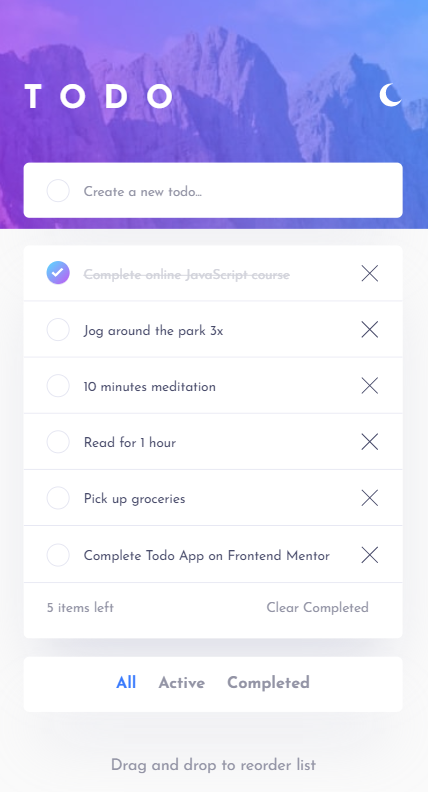 TODO
Create a new todo...
Complete online JavaScript course
Jog around the park 3x
10 minutes meditation
Read for 1 hour
Pick up groceries
Complete Todo App on Frontend Mentor
5 items left Clear Completed
All Active Completed
Drag and drop to reorder list